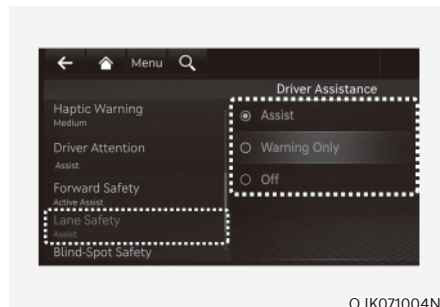 Menu
Driver Assistance
Haptic Warning
Medium
Driver Attention
Assist
Forward Safety
Active Assist
Lane Safety
Assist
Blind-Spot Safety
Assist
Warning Only
Off
OJK071004N